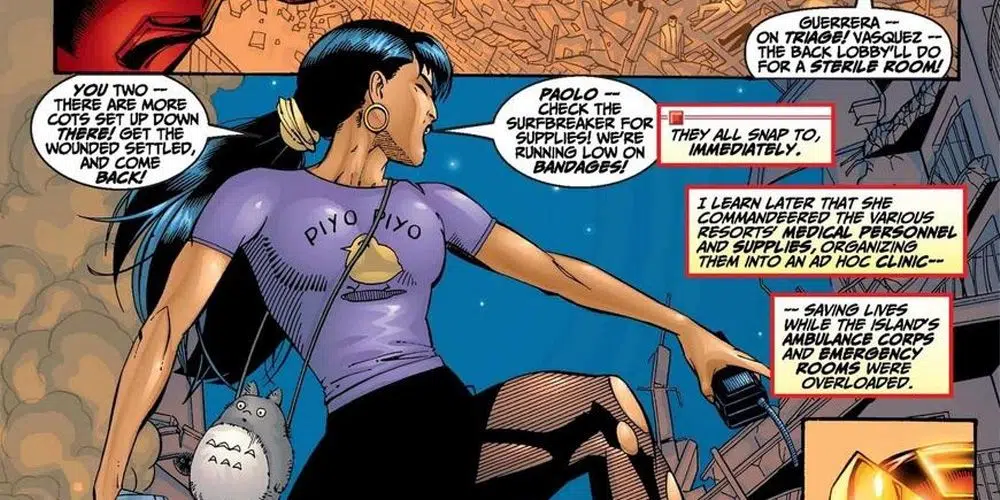 GUERRERA --
ON TRIAGE! VASQUEZ --
THE BACK LOBBY'LL DO
FOR A STERILE ROOM!
YOU TWO --
THERE ARE MORE
COTS SET UP DOWN
THERE! GET THE
WOUNDED SETTLED,
AND COME
BACK!
PAOLO --
CHECK THE
SURFBREAKER FOR
SUPPLIES! WE'RE
RUNNING LOW ON
BANDAGES!
THEY ALL SNAP TO,
IMMEDIATELY.
PIYO PIYO
I LEARN LATER THAT SHE
COMMANDEERED THE VARIOUS
RESORTS' MEDICAL PERSONNEL
AND SUPPLIES, ORGANIZING
THEM INTO AN AD HOC CLINIC--
-- SAVING LIVES
WHILE THE ISLAND'S
AMBULANCE CORPS
AND EMERGENCY
ROOMS WERE
OVERLOADED.